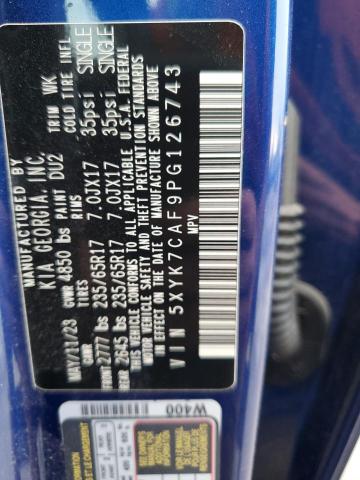 MANUFACTURED BY
KIA GEORGIA, INC.
MAY/11/23 GVWR 4850 lbs PAINT DU2 TRIM WK
GAWR TIRES RIMS COLD TIRE INFL
FRONT 2777 lbs 235/65R17 7.0JX17 35psi SINGLE
2645 lbs 235/65R17 7.0JX17 35psi SINGLE
THIS VEHICLE CONFORMS TO ALL APPLICABLE U.S.A. FEDERAL
MOTOR VEHICLE SAFETY AND THEFT PREVENTION STANDARDS
IN EFFECT ON THE DATE OF MANUFACTURE SHOWN ABOVE.
VIN 5XYK7CAF9PG126743
MPV
W400